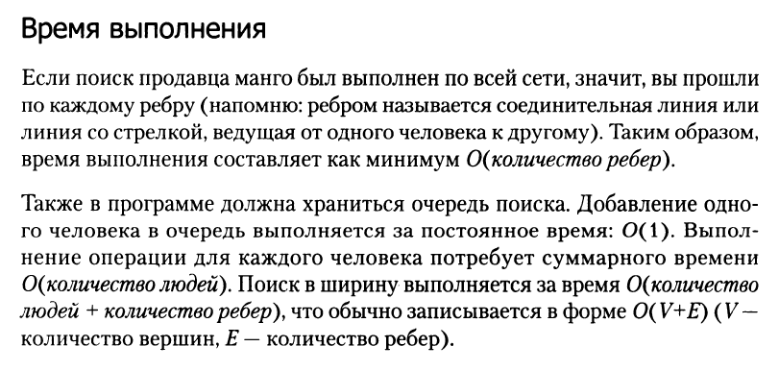 Время выполнения
Если поиск продавца манго был выполнен по всей сети, значит, вы прошли
по каждому ребру (напомню: ребром называется соединительная линия или
линия со стрелкой, ведущая от одного человека к другому). Таким образом,
время выполнения составляет как минимум O(количество ребер).
Также в программе должна храниться очередь поиска. Добавление одно-
го человека в очередь выполняется за постоянное время: O(1). Выпол-
нение операции для каждого человека потребует суммарного времени
O(количество людей). Поиск в ширину выполняется за время O(количество
людей + количество ребер), что обычно записывается в форме O(V+E) (V —
количество вершин, E — количество ребер).